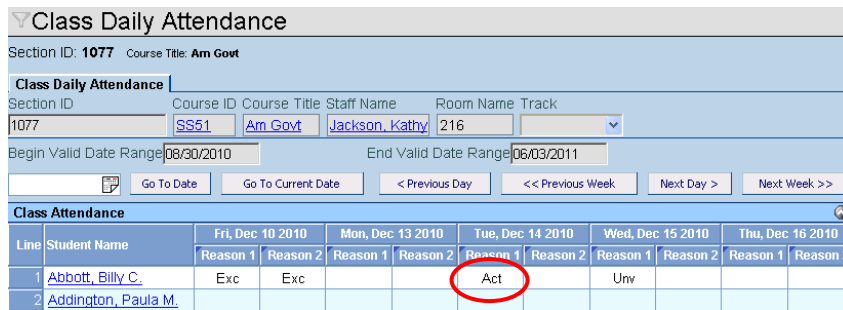 Class Daily Attendance
Section ID: 1077 Course Title: Am Govt
Class Daily Attendance
Section ID Course ID Course Title Staff Name Room Name Track
1077 SS51 Am Govt Jackson, Kathy 216
Begin Valid Date Range 08/30/2010 End Valid Date Range 06/03/2011
Go To Date Go To Current Date < Previous Day << Previous Week Next Day > Next Week >>
Class Attendance
Line Student Name Fri, Dec 10 2010 Mon, Dec 13 2010 Tue, Dec 14 2010 Wed, Dec 15 2010 Thu, Dec 16 2010
Reason 1 Reason 2 Reason 1 Reason 2 Reason 1 Reason 2 Reason 1 Reason 2 Reason 1 Reason
1 Abbott, Billy C. Exc Exc Act Unv
2 Addington, Paula M.